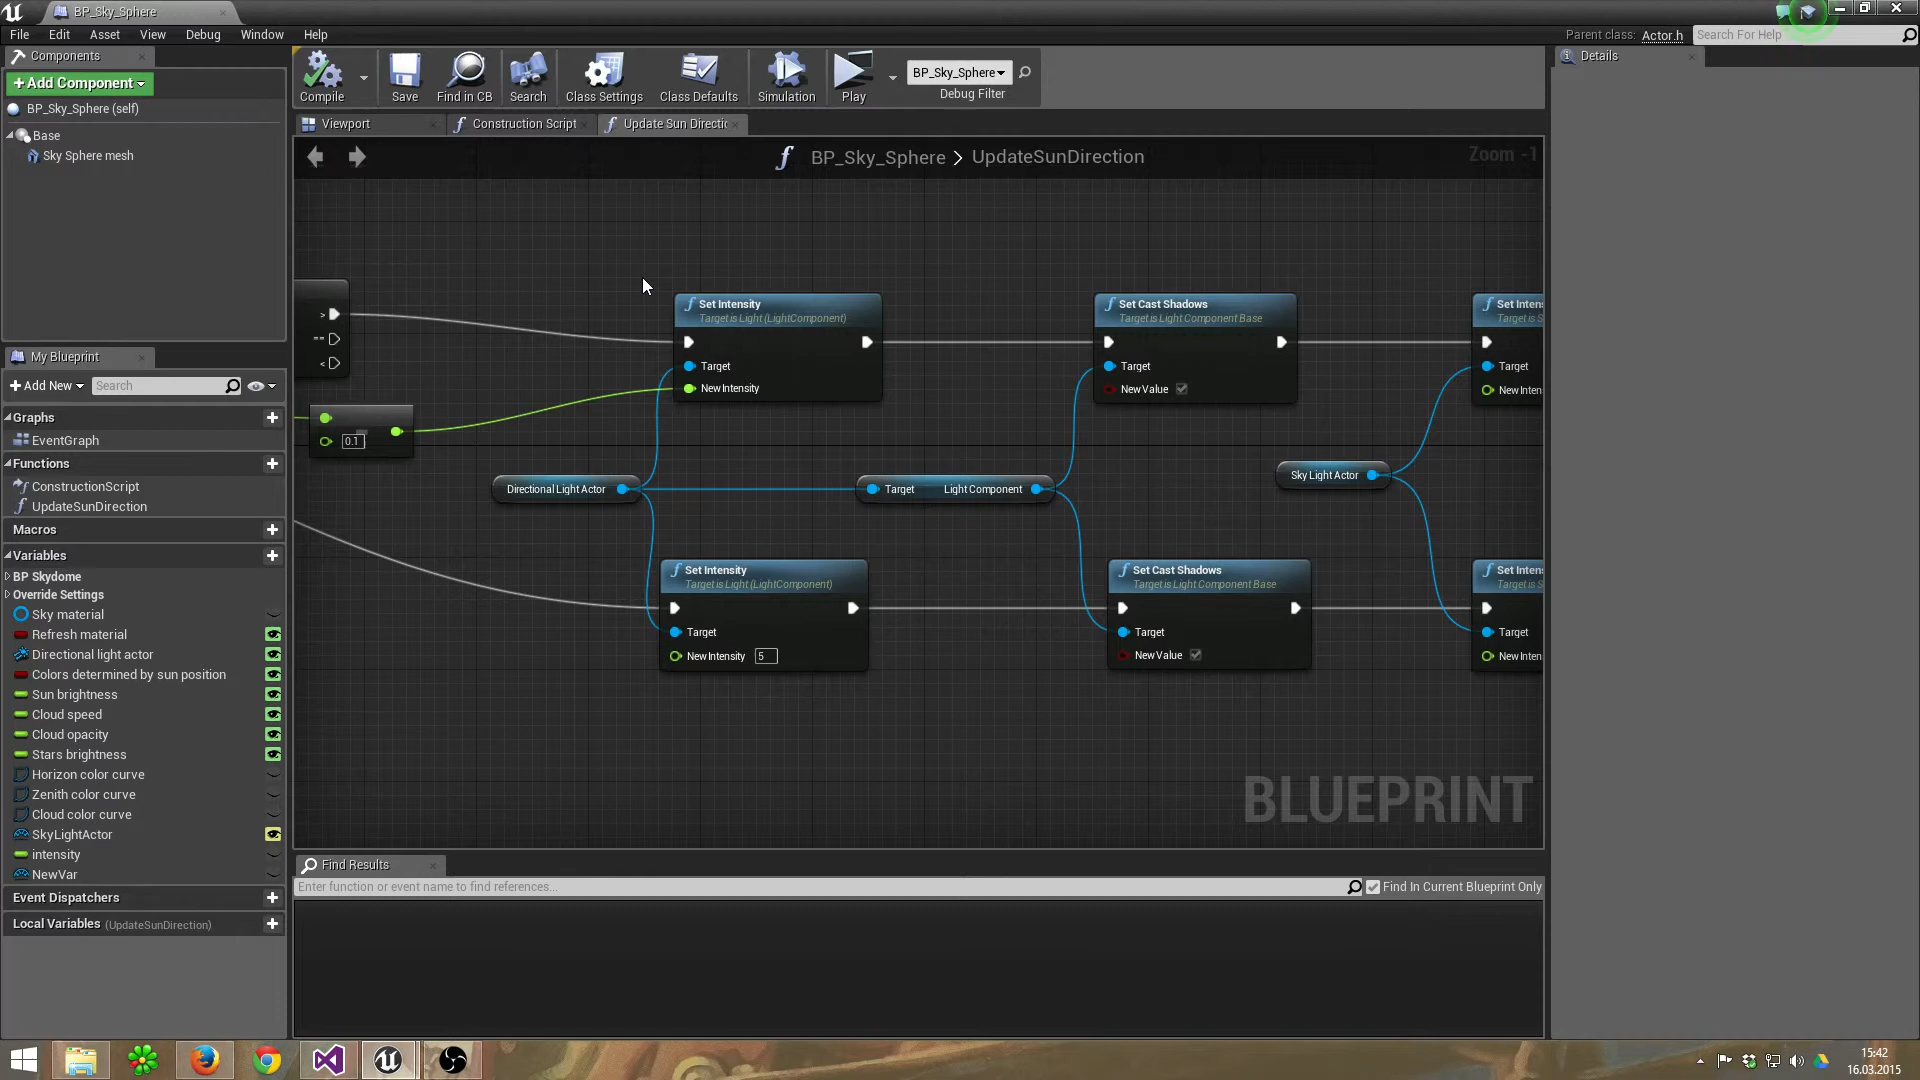 BP_Sky_Sphere
File Edit Asset View Debug Window Help
Parent class: Actor.h
Search For Help
Components
+Add Component
BP_Sky_Sphere (self)
Base
Sky Sphere mesh
Compile
Save
Find in CB
Search
Class Settings
Class Defaults
Simulation
Play
BP_Sky_Sphere
Debug Filter
Details
Viewport
Construction Script
Update Sun Directic
BP_Sky_Sphere > UpdateSunDirection
Zoom -1
My Blueprint
+Add New
Search
Graphs
EventGraph
Functions
ConstructionScript
UpdateSunDirection
Macros
Variables
BP Skydome
Override Settings
Sky material
Refresh material
Directional light actor
Colors determined by sun position
Sun brightness
Cloud speed
Cloud opacity
Stars brightness
Horizon color curve
Zenith color curve
Cloud color curve
SkyLightActor
intensity
NewVar
Event Dispatchers
Local Variables (UpdateSunDirection)
>
==
<
0.1
Set Intensity
Target is Light (LightComponent)
Target
New Intensity
Set Cast Shadows
Target is Light Component Base
Target
New Value
Set Inten
Target is S
Target
New Inten
Directional Light Actor
Target Light Component
Sky Light Actor
Set Intensity
Target is Light (LightComponent)
Target
New Intensity 5
Set Cast Shadows
Target is Light Component Base
Target
New Value
Set Inten
Target is S
Target
New Inten
BLUEPRINT
Find Results
Enter function or event name to find references...
Find In Current Blueprint Only
15:42
16.03.2015